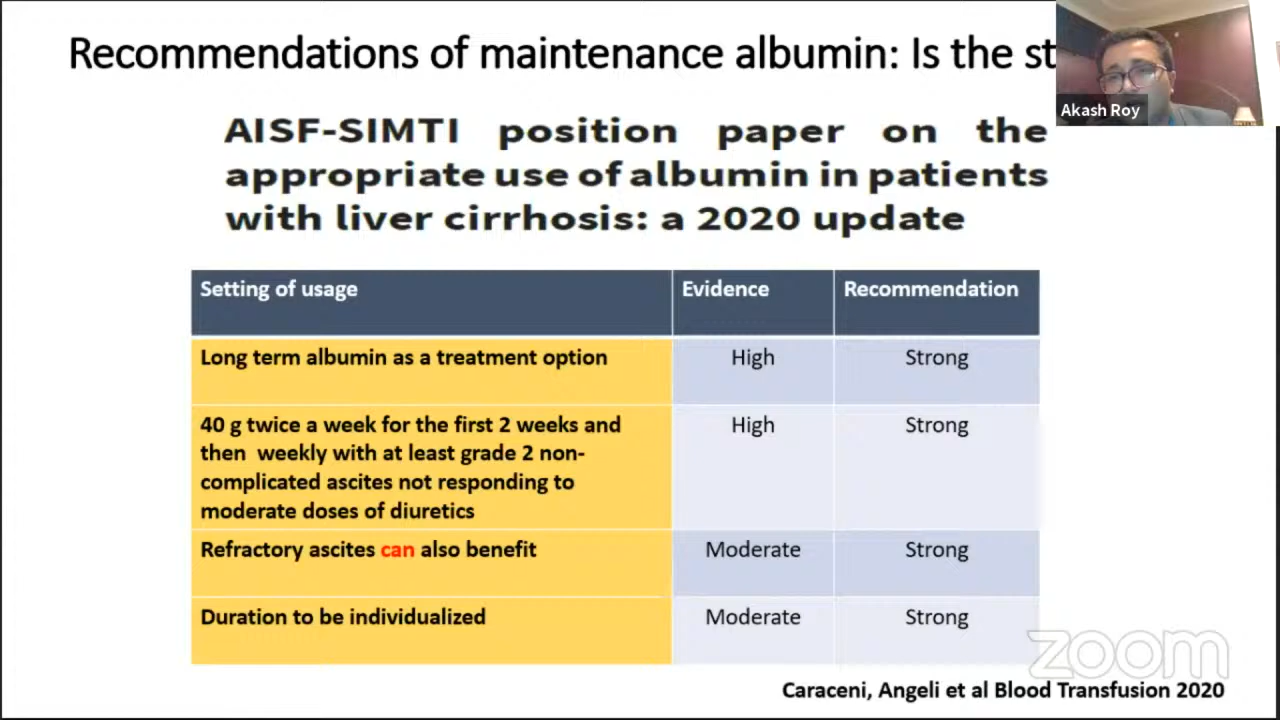 Recommendations of maintenance albumin: Is the st
Akash Roy
AISF-SIMTI position paper on the
appropriate use of albumin in patients
with liver cirrhosis: a 2020 update
Setting of usage Evidence Recommendation
Long term albumin as a treatment option High Strong
40 g twice a week for the first 2 weeks and High Strong
then weekly with at least grade 2 non-
complicated ascites not responding to
moderate doses of diuretics
Refractory ascites can also benefit Moderate Strong
Duration to be individualized Moderate Strong
zoom
Caraceni, Angeli et al Blood Transfusion 2020